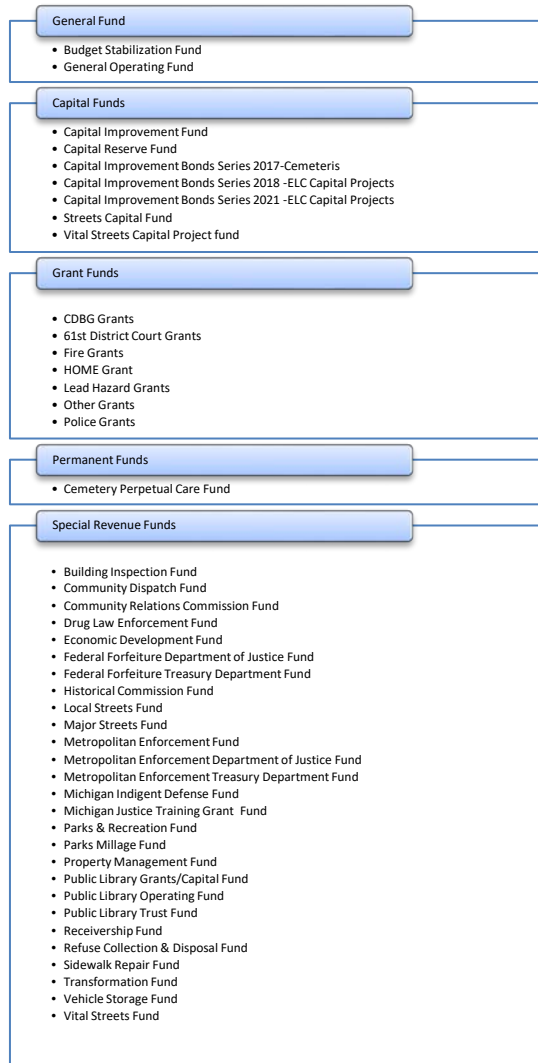 General Fund
• Budget Stabilization Fund
• General Operating Fund
Capital Funds
• Capital Improvement Fund
• Capital Reserve Fund
• Capital Improvement Bonds Series 2017-Cemeteris
• Capital Improvement Bonds Series 2018 -ELC Capital Projects
• Capital Improvement Bonds Series 2021 -ELC Capital Projects
• Streets Capital Fund
• Vital Streets Capital Project fund
Grant Funds
• CDBG Grants
• 61st District Court Grants
• Fire Grants
• HOME Grant
• Lead Hazard Grants
• Other Grants
• Police Grants
Permanent Funds
• Cemetery Perpetual Care Fund
Special Revenue Funds
• Building Inspection Fund
• Community Dispatch Fund
• Community Relations Commission Fund
• Drug Law Enforcement Fund
• Economic Development Fund
• Federal Forfeiture Department of Justice Fund
• Federal Forfeiture Treasury Department Fund
• Historical Commission Fund
• Local Streets Fund
• Major Streets Fund
• Metropolitan Enforcement Fund
• Metropolitan Enforcement Department of Justice Fund
• Metropolitan Enforcement Treasury Department Fund
• Michigan Indigent Defense Fund
• Michigan Justice Training Grant Fund
• Parks & Recreation Fund
• Parks Millage Fund
• Property Management Fund
• Public Library Grants/Capital Fund
• Public Library Operating Fund
• Public Library Trust Fund
• Receivership Fund
• Refuse Collection & Disposal Fund
• Sidewalk Repair Fund
• Transformation Fund
• Vehicle Storage Fund
• Vital Streets Fund